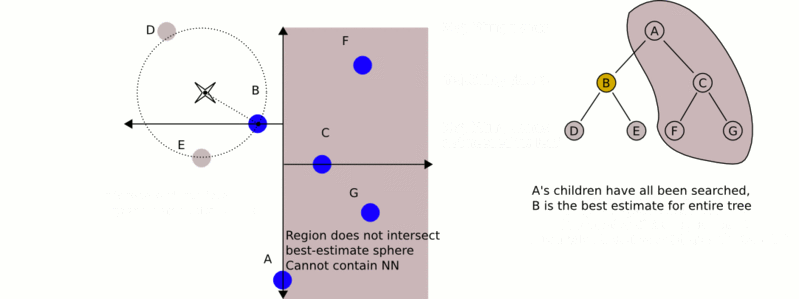 D
F
B
C
E
G
Region does not intersect
best-estimate sphere
Cannot contain NN
A
A
B
C
D
E
F
G
A's children have all been searched,
B is the best estimate for entire tree